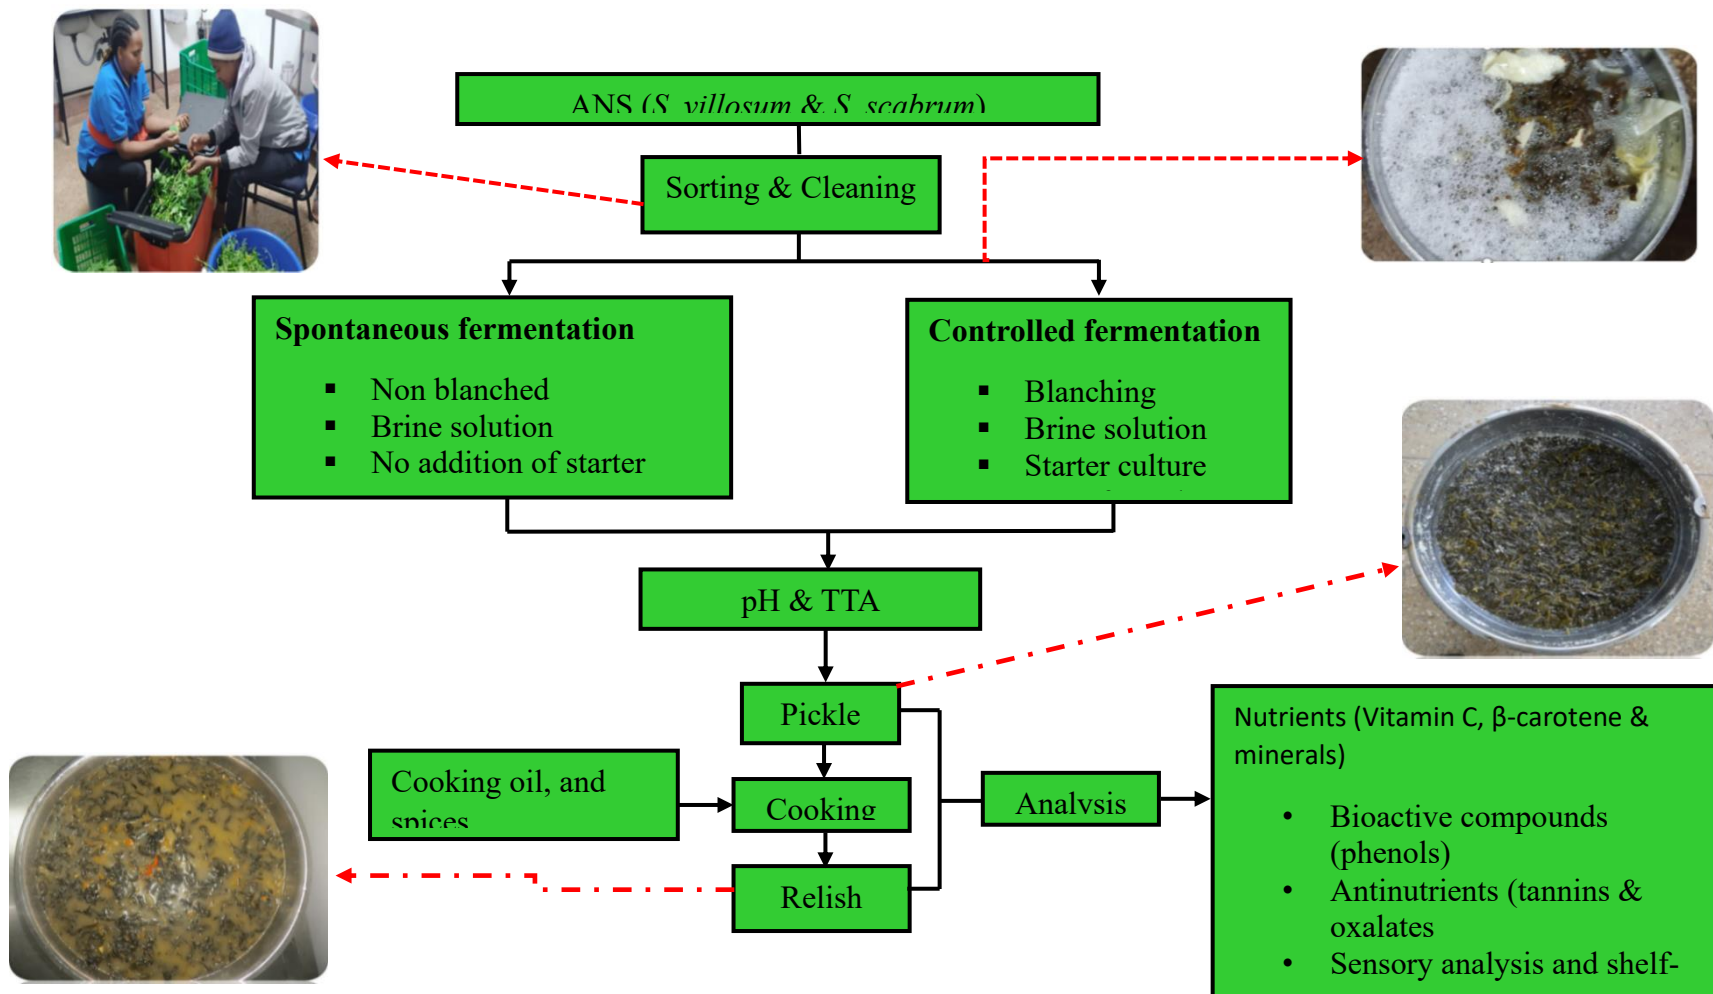 ANS (S. villosum & S. scabrum)
Sorting & Cleaning
Spontaneous fermentation
▪ Non blanched
▪ Brine solution
▪ No addition of starter
Controlled fermentation
▪ Blanching
▪ Brine solution
▪ Starter culture
pH & TTA
Pickle
Cooking oil, and
spices
Cooking
Relish
Analysis
Nutrients (Vitamin C, β-carotene &
minerals)
• Bioactive compounds
(phenols)
• Antinutrients (tannins &
oxalates
• Sensory analysis and shelf-